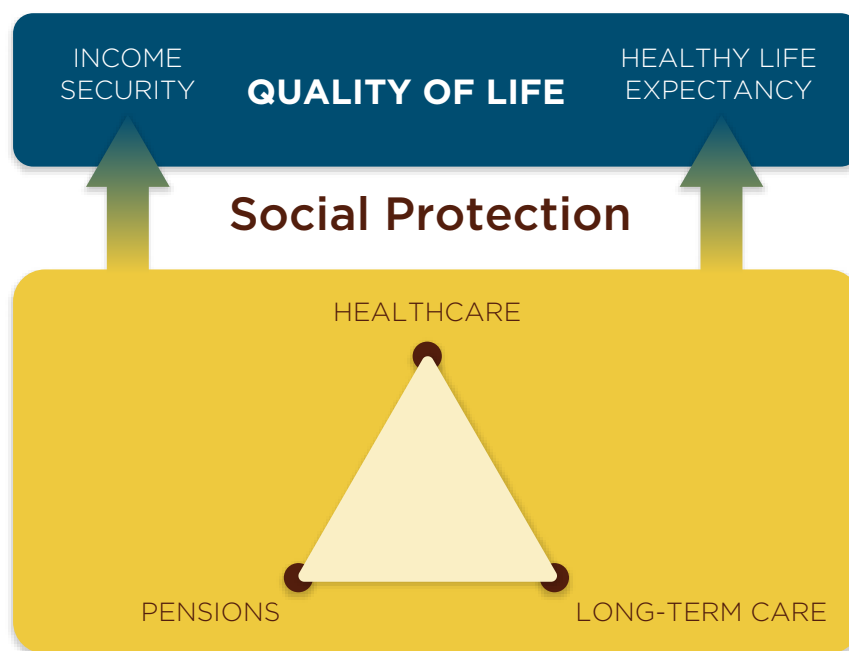 INCOME
SECURITY
QUALITY OF LIFE
HEALTHY LIFE
EXPECTANCY
Social Protection
HEALTHCARE
PENSIONS
LONG-TERM CARE